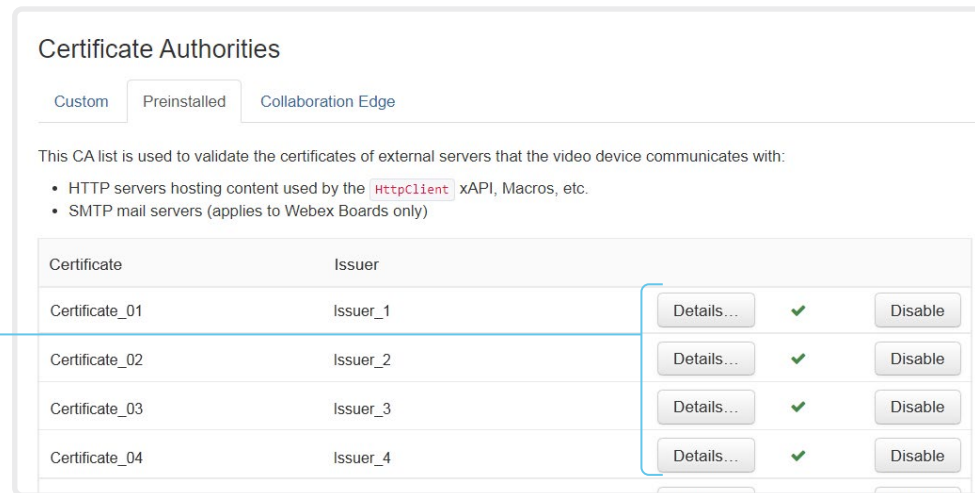 Certificate Authorities
Custom Preinstalled Collaboration Edge
This CA list is used to validate the certificates of external servers that the video device communicates with:
• HTTP servers hosting content used by the HttpClient xAPI, Macros, etc.
• SMTP mail servers (applies to Webex Boards only)
Certificate Issuer
Certificate_01 Issuer_1 Details... Disable
Certificate_02 Issuer_2 Details... Disable
Certificate_03 Issuer_3 Details... Disable
Certificate_04 Issuer_4 Details... Disable